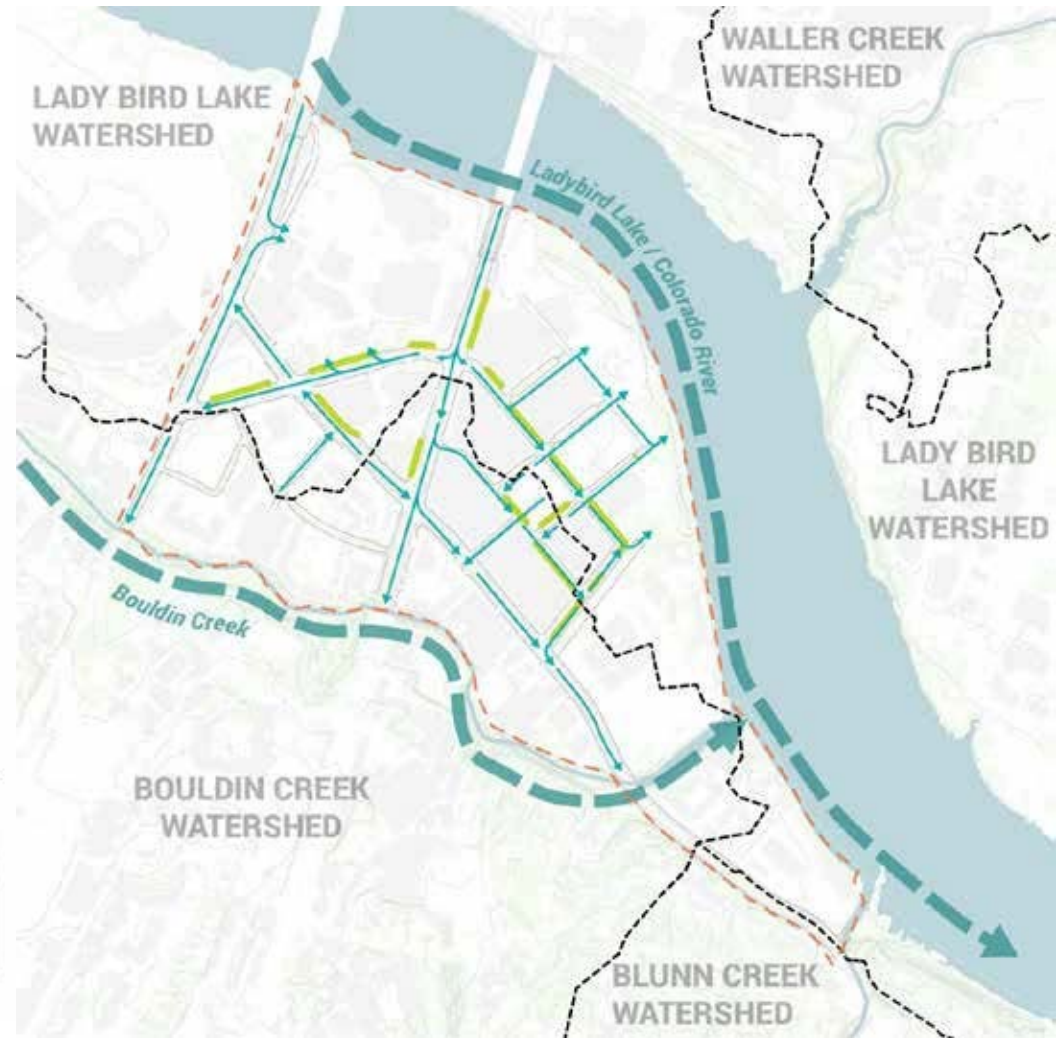 WALLER CREEK
WATERSHED
LADY BIRD LAKE
WATERSHED
Ladybird Lake / Colorado River
LADY BIRD
LAKE
WATERSHED
Bouldin Creek
BOULDIN CREEK
WATERSHED
BLUNN CREEK
WATERSHED